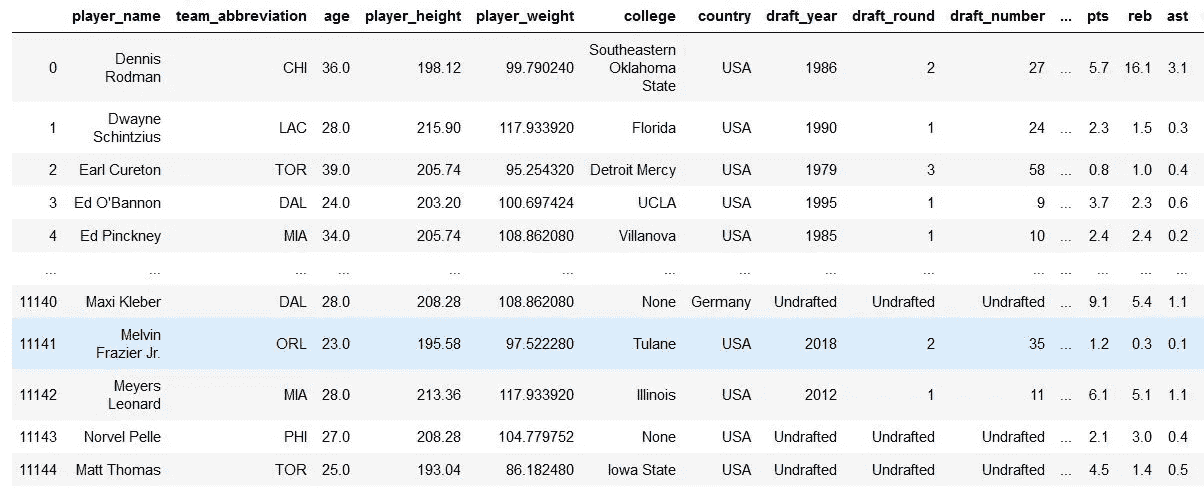 player_name team_abbreviation age player_height player_weight college country draft_year draft_round draft_number ... pts reb ast
0 Dennis Rodman CHI 36.0 198.12 99.790240 Southeastern Oklahoma State USA 1986 2 27 ... 5.7 16.1 3.1
1 Dwayne Schintzius LAC 28.0 215.90 117.933920 Florida USA 1990 1 24 ... 2.3 1.5 0.3
2 Earl Cureton TOR 39.0 205.74 95.254320 Detroit Mercy USA 1979 3 58 ... 0.8 1.0 0.4
3 Ed O'Bannon DAL 24.0 203.20 100.697424 UCLA USA 1995 1 9 ... 3.7 2.3 0.6
4 Ed Pinckney MIA 34.0 205.74 108.862080 Villanova USA 1985 1 10 ... 2.4 2.4 0.2
... ... ... ... ... ... ... ... ... ... ... ... ... ... ...
11140 Maxi Kleber DAL 28.0 208.28 108.862080 None Germany Undrafted Undrafted Undrafted ... 9.1 5.4 1.1
11141 Melvin Frazier Jr. ORL 23.0 195.58 97.522280 Tulane USA 2018 2 35 ... 1.2 0.3 0.1
11142 Meyers Leonard MIA 28.0 213.36 117.933920 Illinois USA 2012 1 11 ... 6.1 5.1 1.1
11143 Norvel Pelle PHI 27.0 208.28 104.779752 None USA Undrafted Undrafted Undrafted ... 2.1 3.0 0.4
11144 Matt Thomas TOR 25.0 193.04 86.182480 Iowa State USA Undrafted Undrafted Undrafted ... 4.5 1.4 0.5